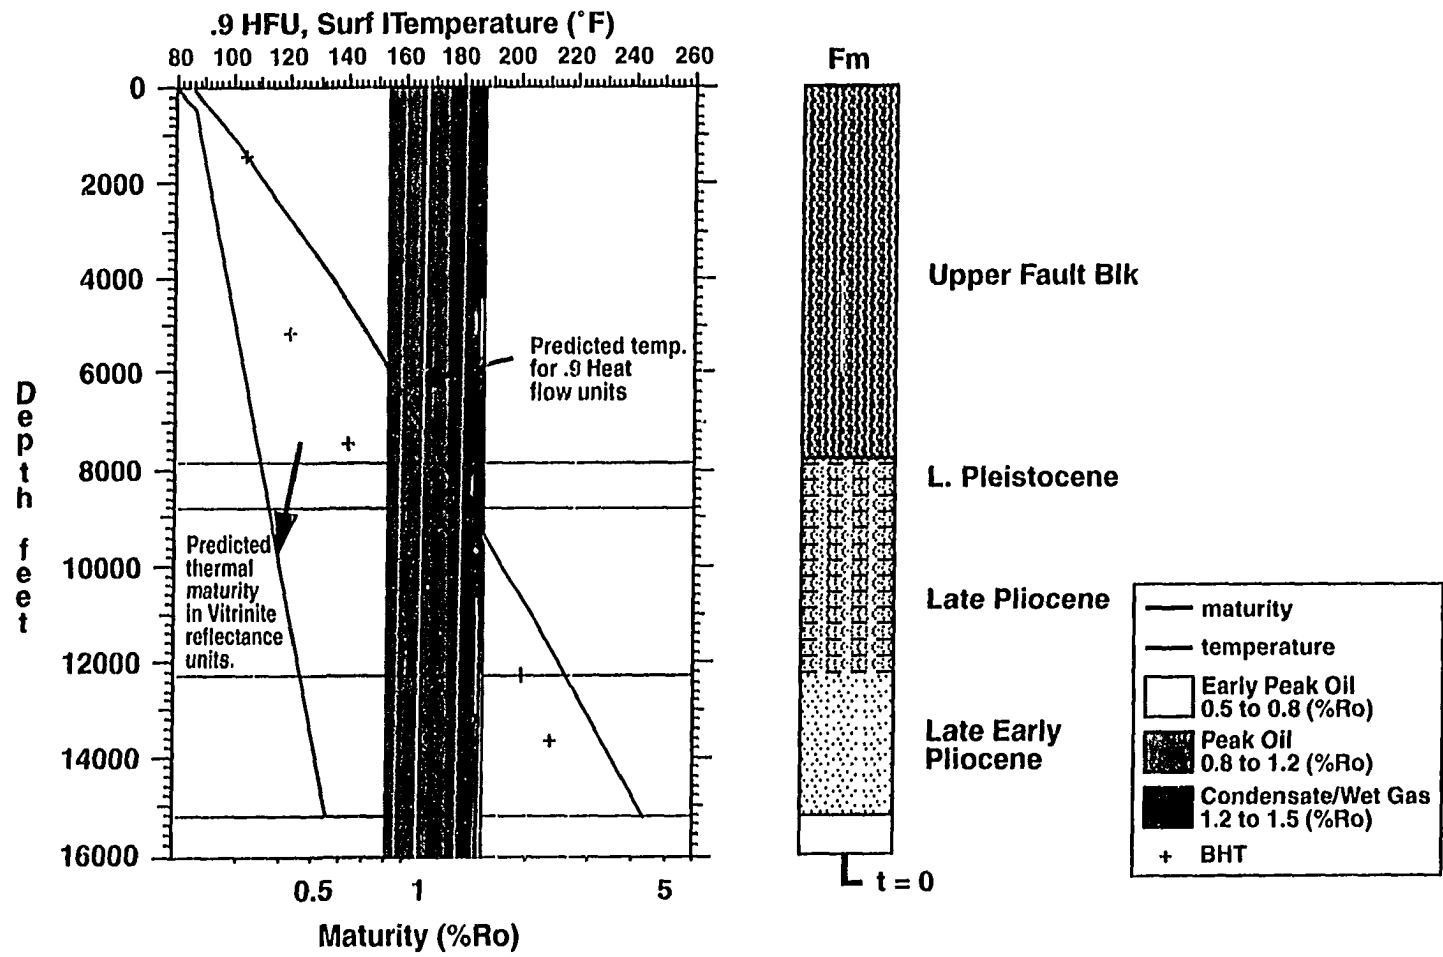 .9 HFU, Surf ITemperature (˚F)
80 100 120 140 160 180 200 220 240 260
0
2000
4000
6000
8000
10000
12000
14000
16000
Depth feet
Predicted temp.
for .9 Heat
flow units
Predicted
thermal
maturity
in Vitrinite
reflectance
units.
0.5 1 5
Maturity (%Ro)
Fm
Upper Fault Blk
L. Pleistocene
Late Pliocene
Late Early
Pliocene
t = 0
maturity
temperature
Early Peak Oil
0.5 to 0.8 (%Ro)
Peak Oil
0.8 to 1.2 (%Ro)
Condensate/Wet Gas
1.2 to 1.5 (%Ro)
+ BHT